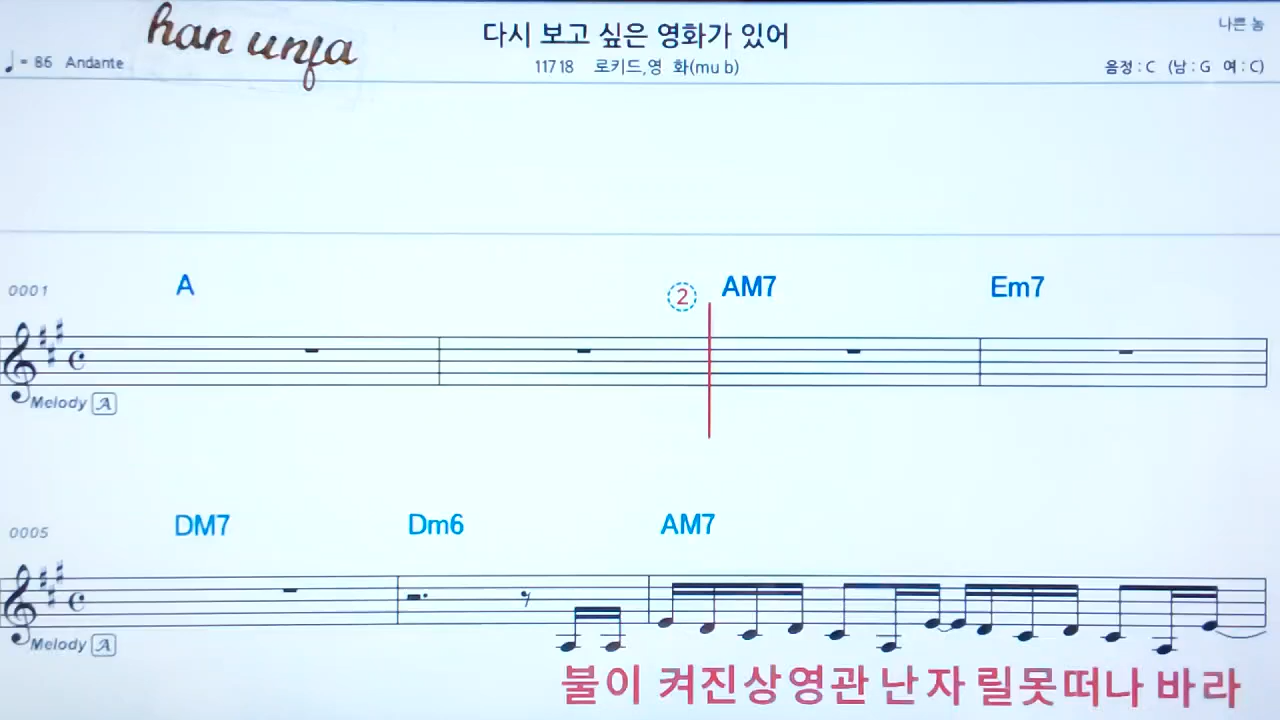 han unja
다시 보고 싶은 영화가 있어
나쁜 놈
♩= 86 Andante
11718 로키드,영 화(mu b)
음정 : C (남 : G 여 : C)
0001 A ② AM7 Em7
Melody A
0005 DM7 Dm6 AM7
Melody A
불이 켜진상영관 난 자 릴못떠나 바 라